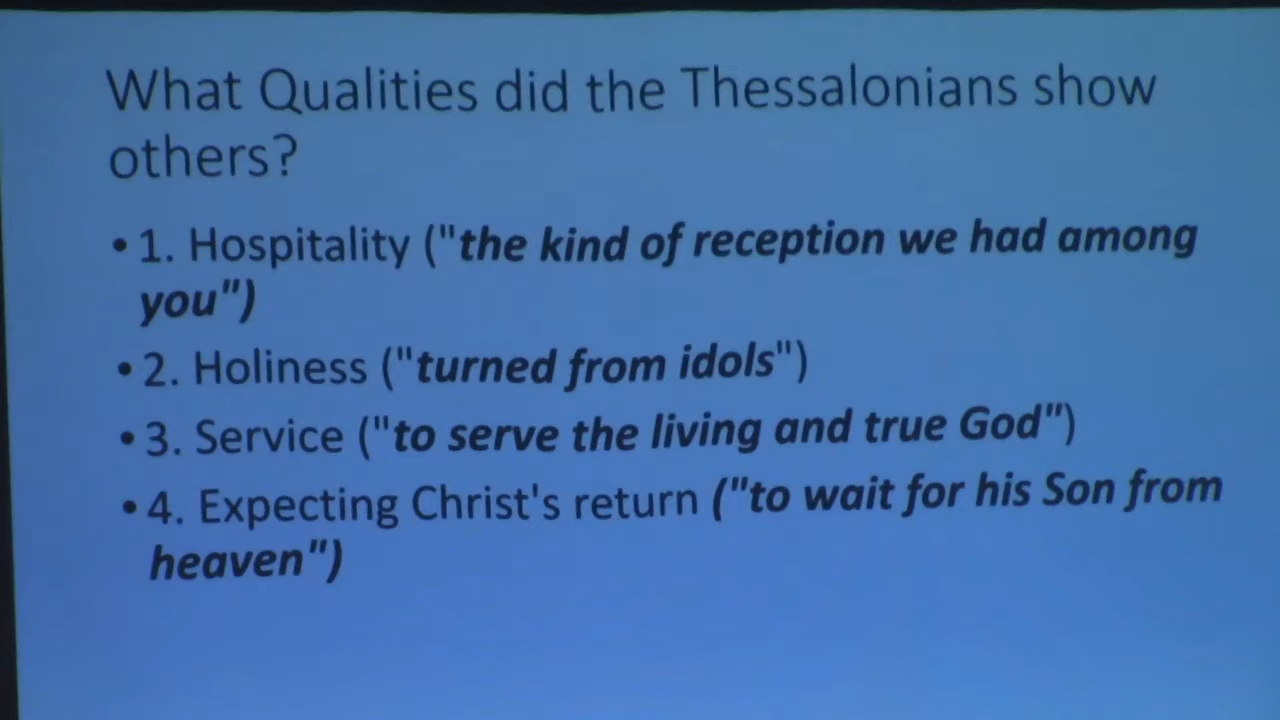 What Qualities did the Thessalonians show
others?
• 1. Hospitality ("the kind of reception we had among
you")
• 2. Holiness ("turned from idols")
• 3. Service ("to serve the living and true God")
• 4. Expecting Christ's return ("to wait for his Son from
heaven")